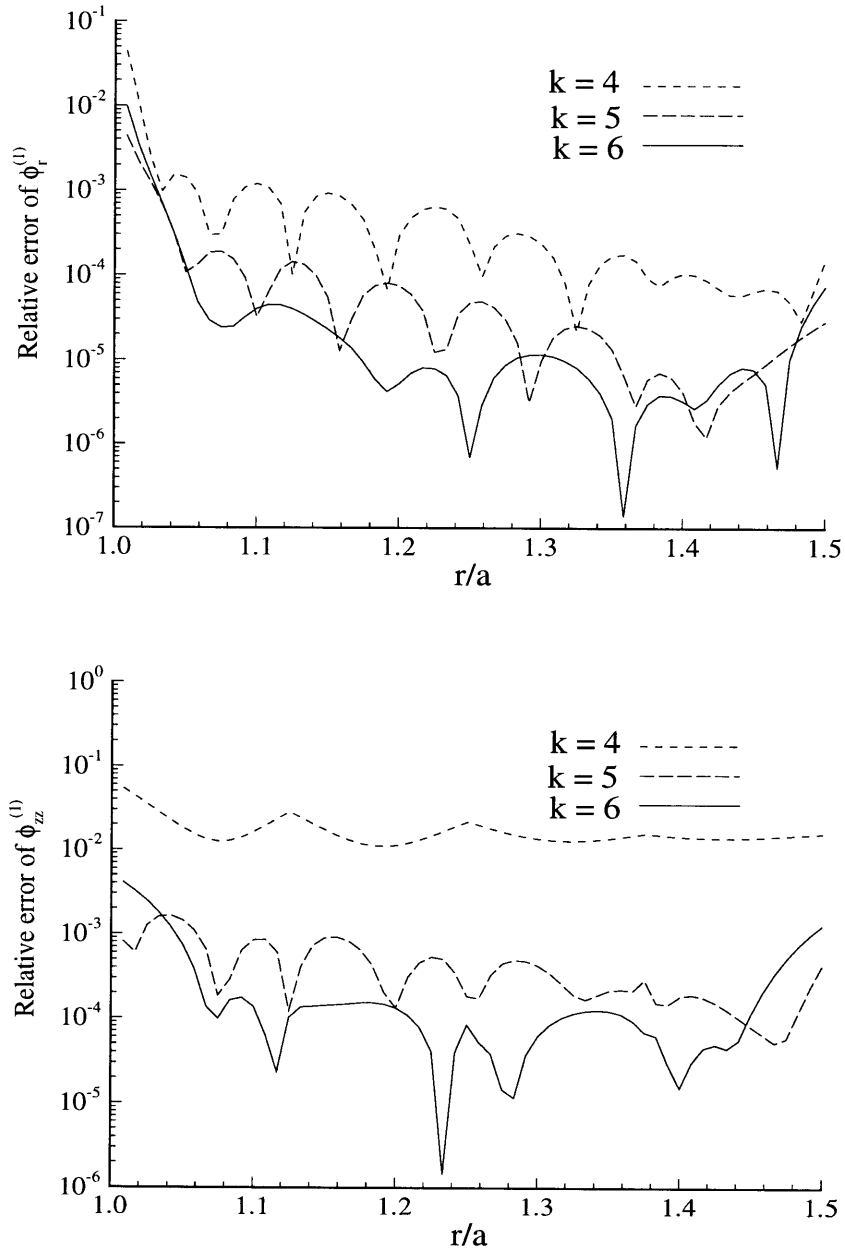 10^-1
10^-2
10^-3
10^-4
10^-5
10^-6
10^-7
Relative error of ϕ_r^(1)
k = 4
k = 5
k = 6
1.0 1.1 1.2 1.3 1.4 1.5
r/a
10^0
10^-1
10^-2
10^-3
10^-4
10^-5
10^-6
Relative error of ϕ_zz^(1)
k = 4
k = 5
k = 6
1.0 1.1 1.2 1.3 1.4 1.5
r/a